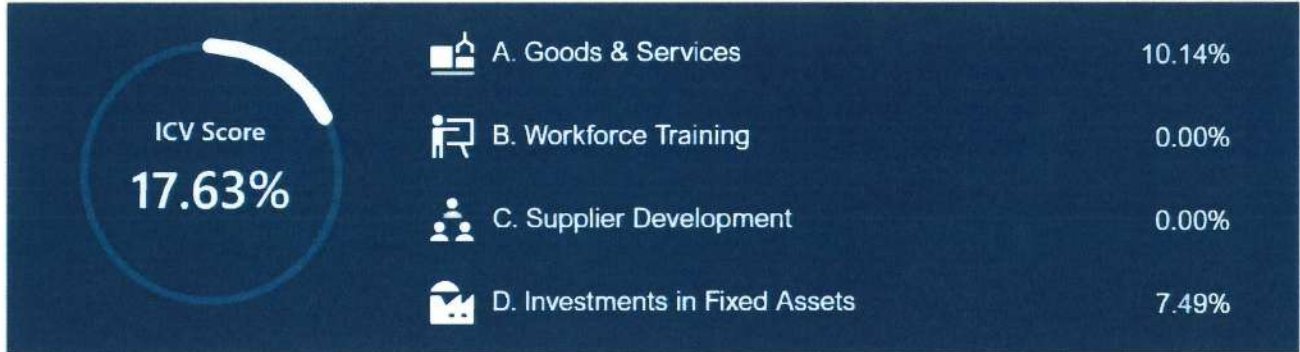 ICV Score
17.63%
A. Goods & Services 10.14%
B. Workforce Training 0.00%
C. Supplier Development 0.00%
D. Investments in Fixed Assets 7.49%